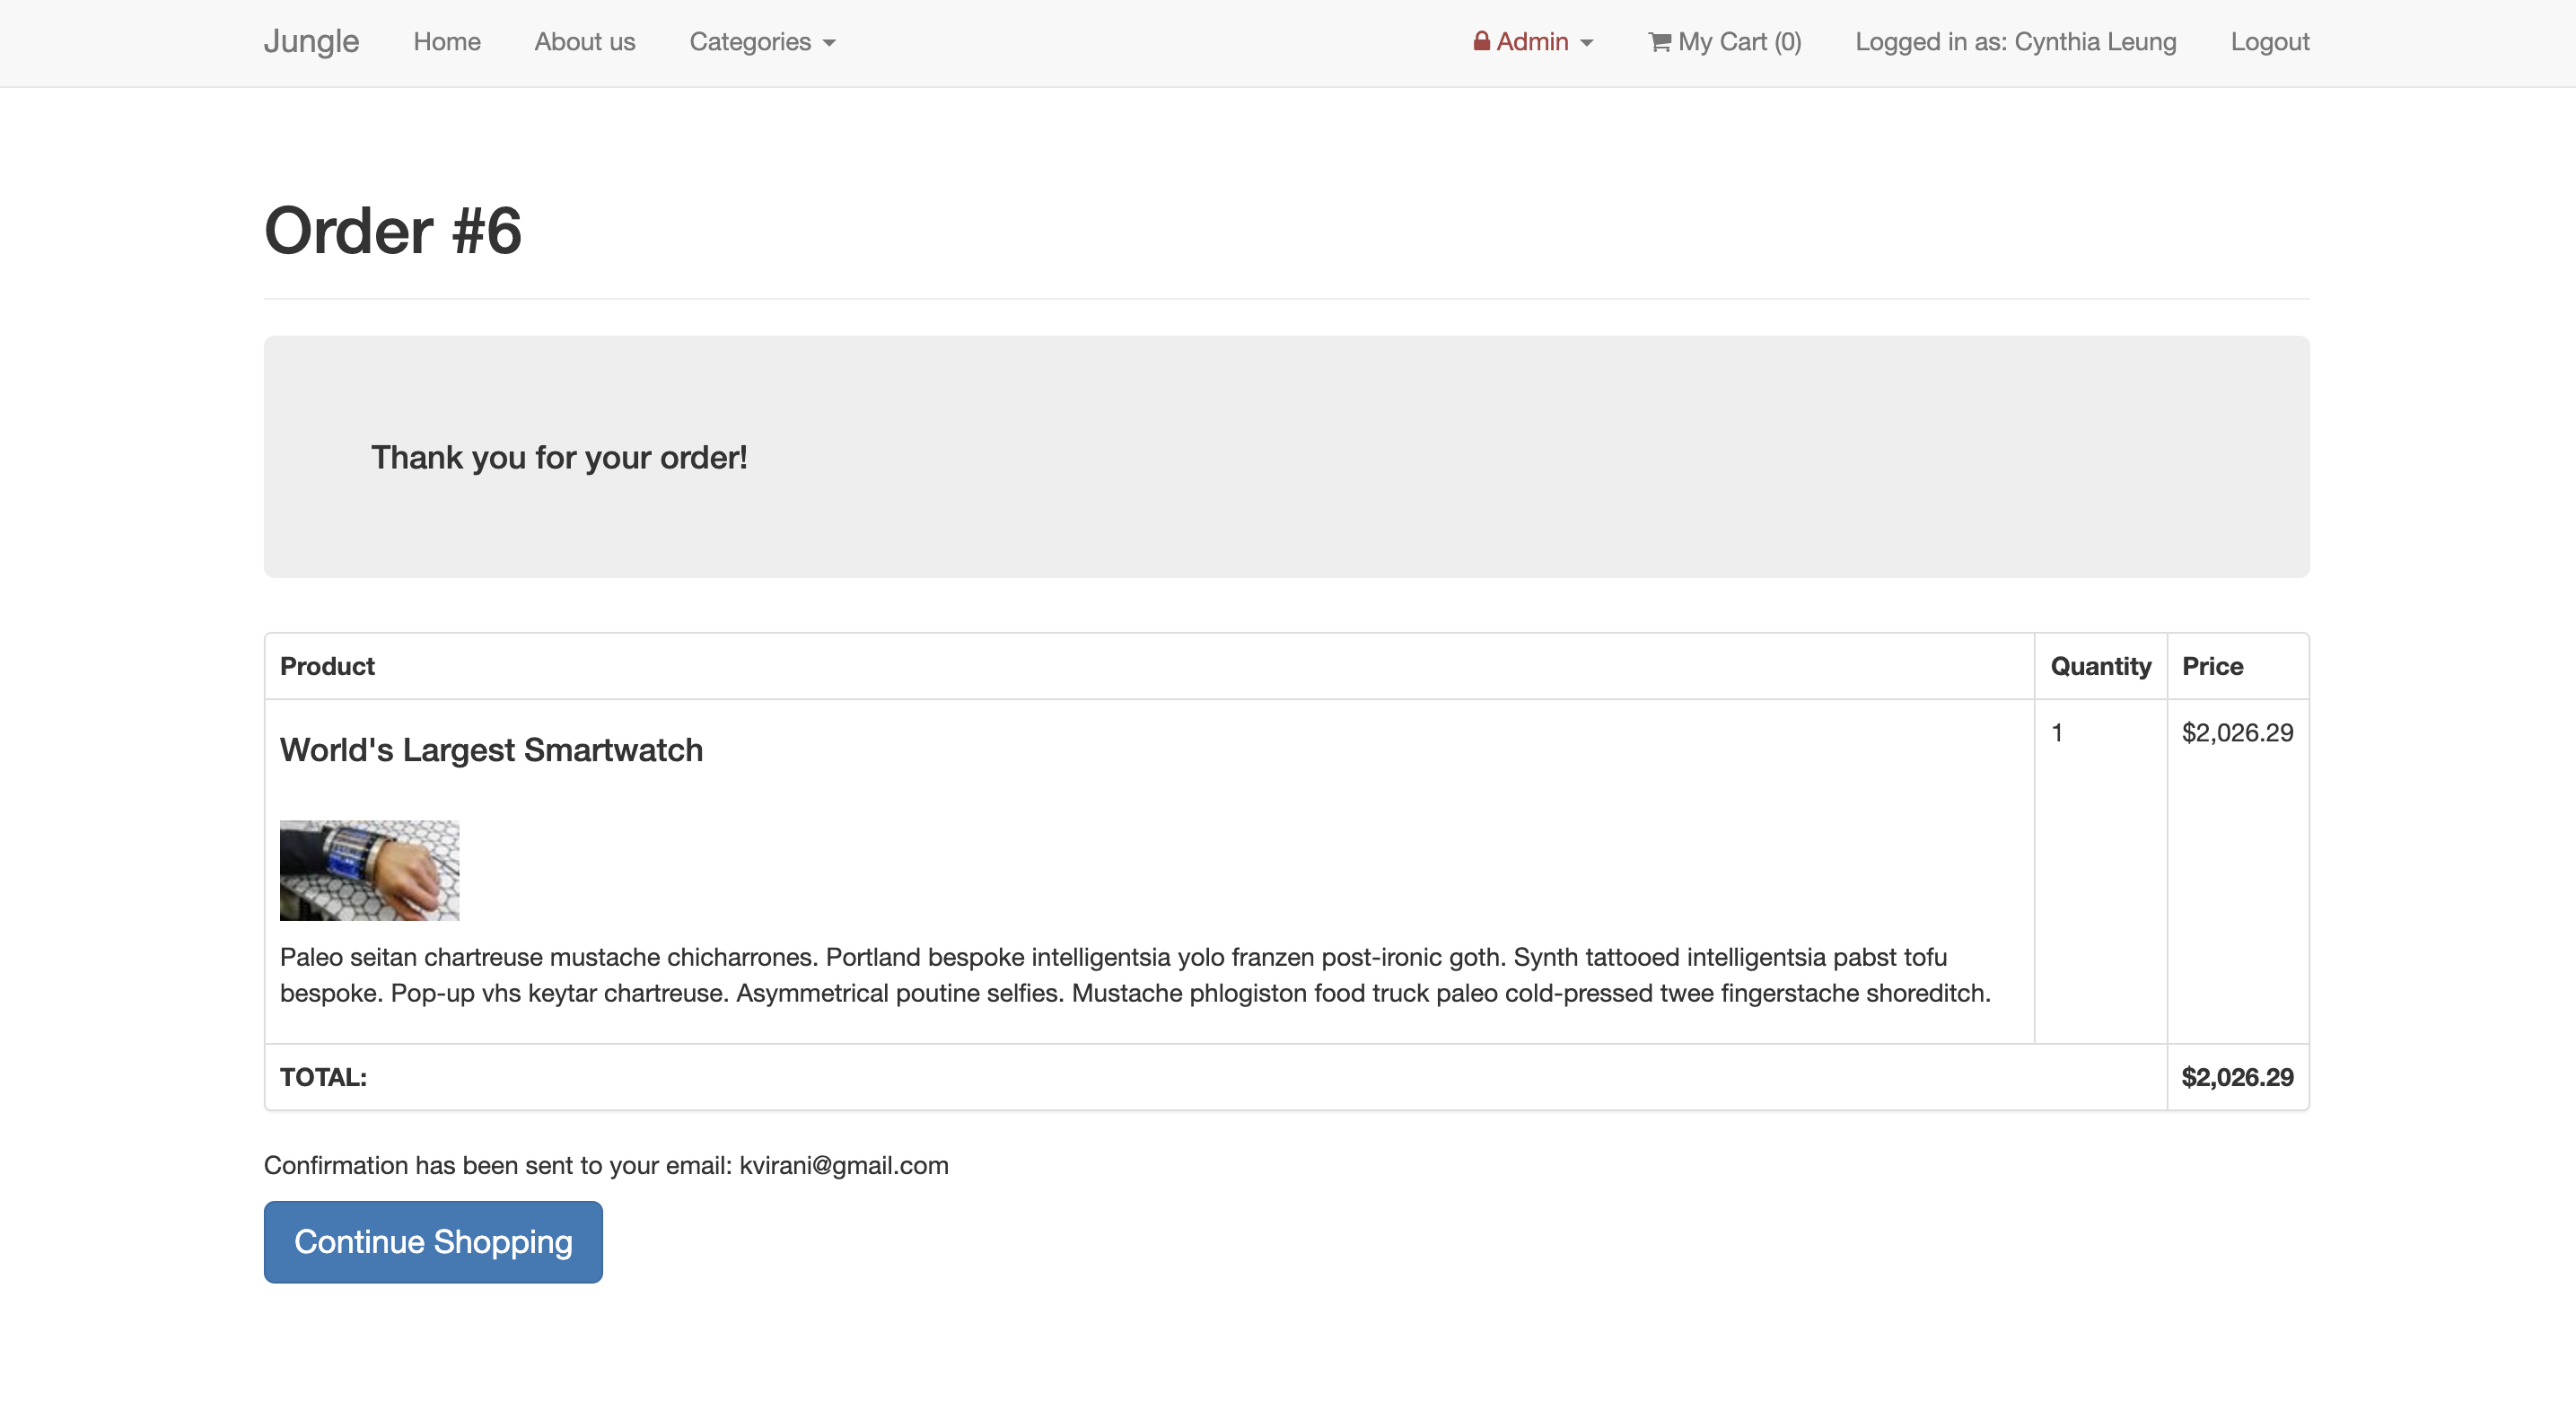 Jungle Home About us Categories Admin My Cart (0) Logged in as: Cynthia Leung Logout
Order #6
Thank you for your order!
Product Quantity Price
World's Largest Smartwatch 1 $2,026.29
Paleo seitan chartreuse mustache chicharrones. Portland bespoke intelligentsia yolo franzen post-ironic goth. Synth tattooed intelligentsia pabst tofu
bespoke. Pop-up vhs keytar chartreuse. Asymmetrical poutine selfies. Mustache phlogiston food truck paleo cold-pressed twee fingerstache shoreditch.
TOTAL: $2,026.29
Confirmation has been sent to your email: kvirani@gmail.com
Continue Shopping